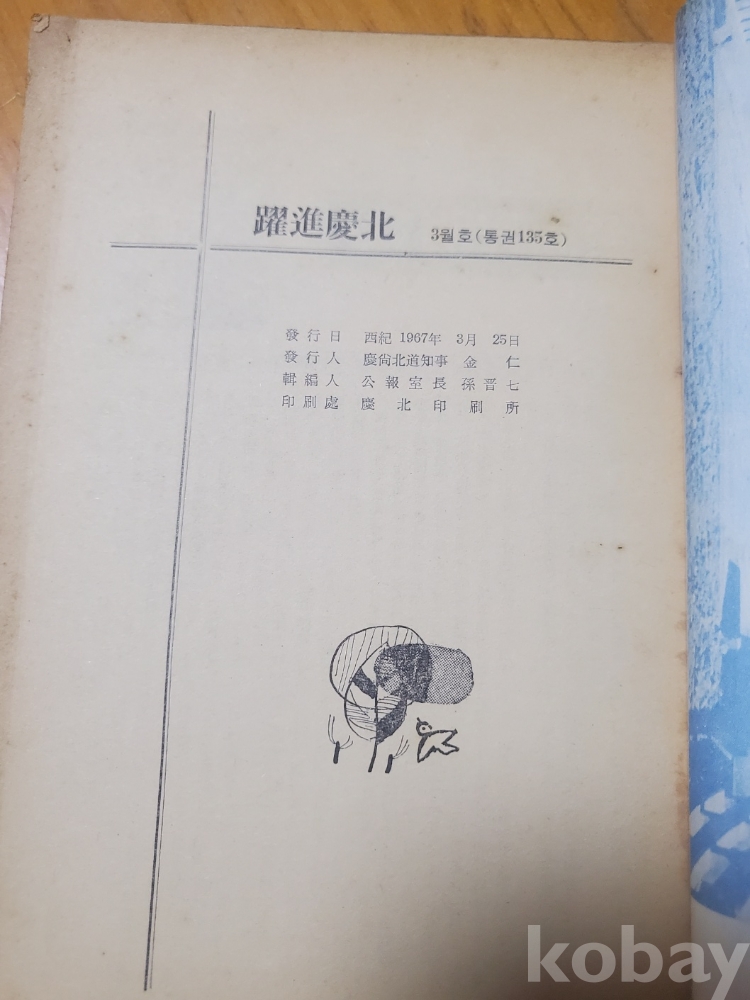 躍進慶北 3월호(통권135호)
發行日 西紀 1967年 3月 25日
發行人 慶尙北道知事 金 仁
輯編人 公報室長 孫晋七
印刷處 慶北印刷所
kobay